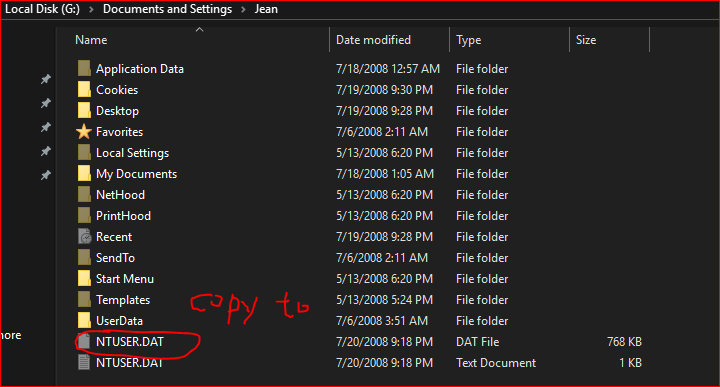 Local Disk (G:) > Documents and Settings > Jean
Name Date modified Type Size
Application Data 7/18/2008 12:57 AM File folder
Cookies 7/19/2008 9:30 PM File folder
Desktop 7/19/2008 9:28 PM File folder
Favorites 7/6/2008 2:11 AM File folder
Local Settings 5/13/2008 6:20 PM File folder
My Documents 7/18/2008 1:05 AM File folder
NetHood 5/13/2008 6:20 PM File folder
PrintHood 5/13/2008 6:20 PM File folder
Recent 7/19/2008 9:28 PM File folder
SendTo 7/6/2008 2:11 AM File folder
Start Menu 5/13/2008 6:20 PM File folder
Templates 5/13/2008 5:24 PM File folder
copy to
UserData 7/6/2008 3:51 AM File folder
more NTUSER.DAT 7/20/2008 9:18 PM DAT File 768 KB
NTUSER.DAT 7/20/2008 9:18 PM Text Document 1 KB